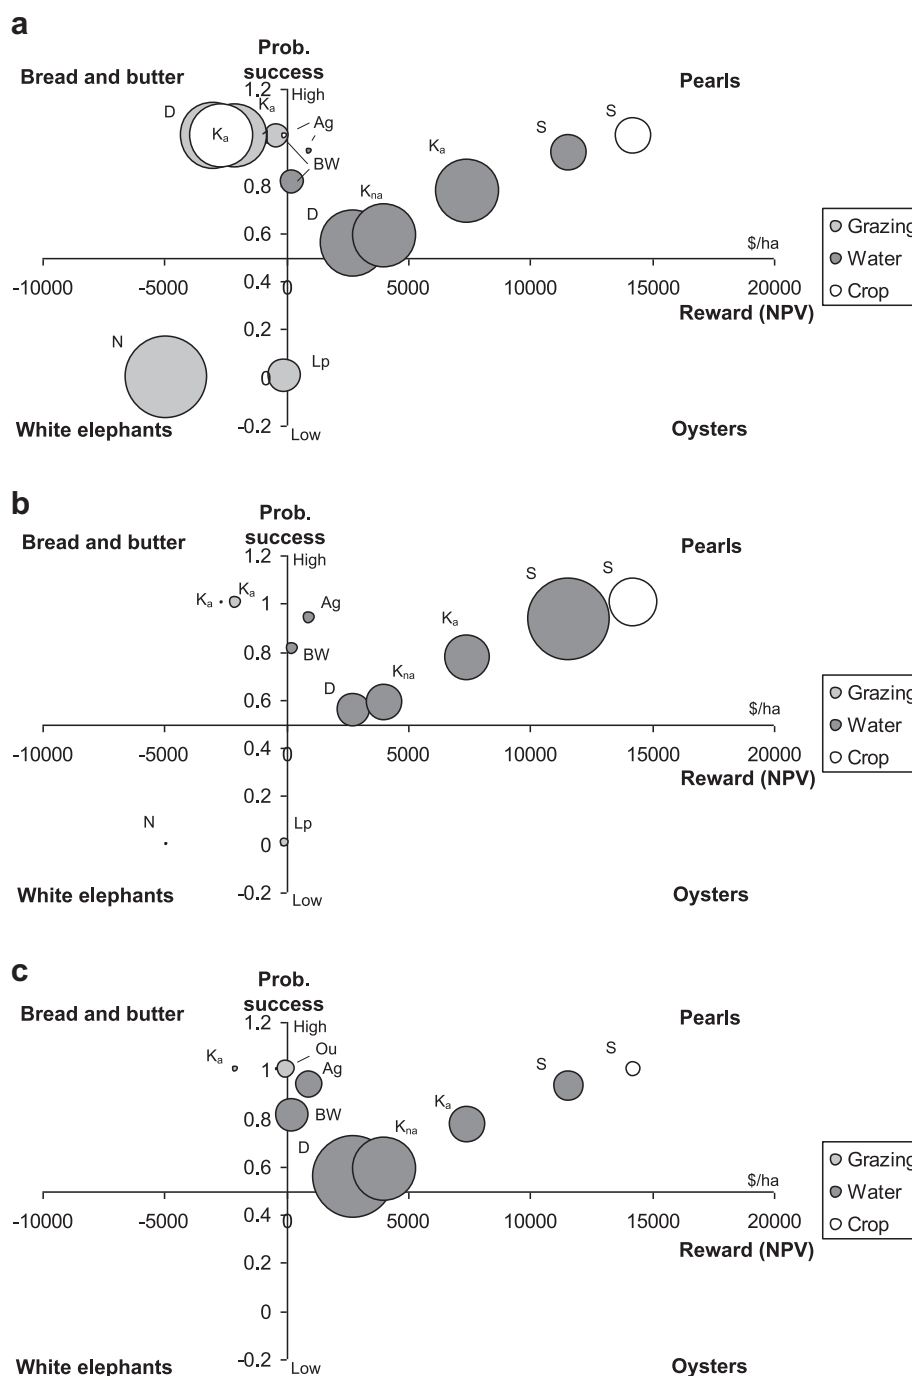 a
Prob.
success
Bread and butter
Pearls
1.2
High
D
Ka
Ka
Ag
S
S
BW
Ka
0.8
Kna
D
0.6
$/ha
Grazing
Water
Crop
-10000
-5000
0.4
0
5000
10000
15000
20000
Reward (NPV)
0.2
N
Lp
0
-0.2
Low
White elephants
Oysters
b
Prob.
success
Bread and butter
Pearls
1.2
High
S
S
Ka
Ka
1
Ag
Ka
0.8
BW
Kna
D
0.6
$/ha
Grazing
Water
Crop
0.4
-10000
-5000
0
5000
10000
15000
20000
Reward (NPV)
0.2
N
Lp
0
-0.2
Low
White elephants
Oysters
c
Prob.
success
Bread and butter
Pearls
1.2
High
Ou
Ka
1
Ag
S
S
0.8
BW
Ka
Kna
D
0.6
$/ha
Grazing
Water
Crop
0.4
-10000
-5000
0
5000
10000
15000
20000
Reward (NPV)
0.2
0
-0.2
Low
White elephants
Oysters